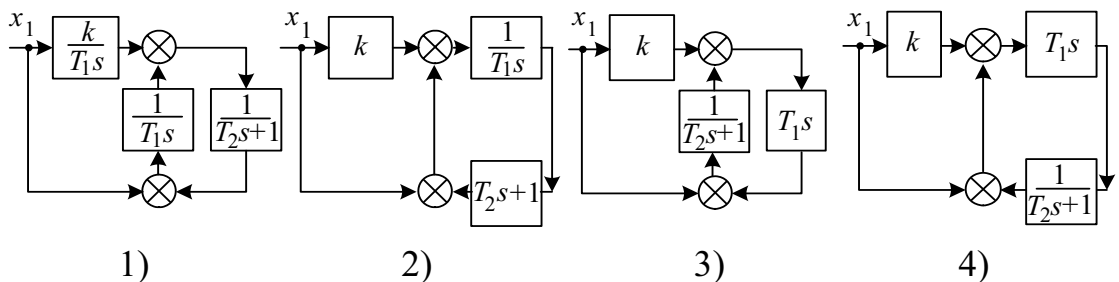 x₁ k/T₁s 1/T₁s 1/T₂s+1
x₁ k 1/T₁s T₂s+1
x₁ k 1/T₂s+1 T₁s
x₁ k T₁s 1/T₂s+1
1) 2) 3) 4)